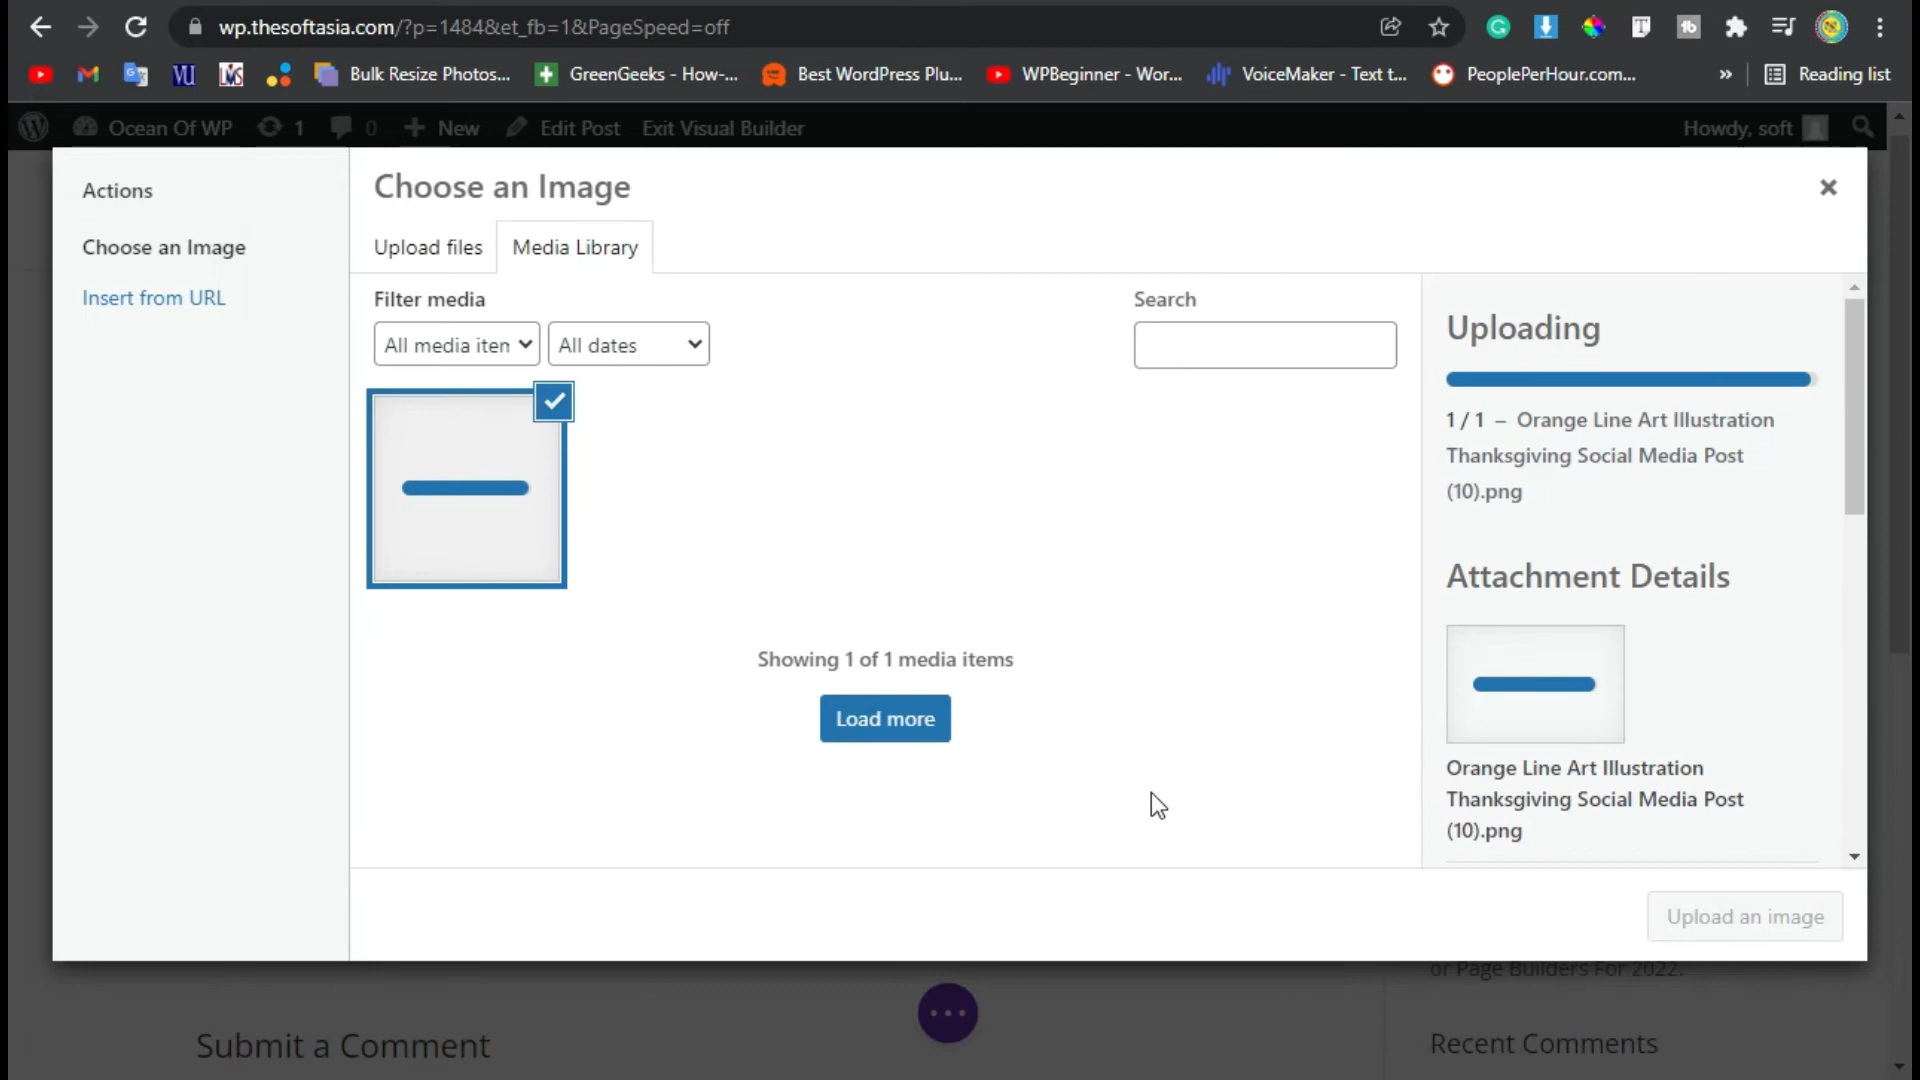 wp.thesoftasia.com/?p=1484&et_fb=1&PageSpeed=off
Bulk Resize Photos...
GreenGeeks - How-...
Best WordPress Plu...
WPBeginner - Wor...
VoiceMaker - Text t...
PeoplePerHour.com...
»
Reading list
Ocean Of WP
1
0
New
Edit Post
Exit Visual Builder
Howdy, soft
Actions
Choose an Image
Insert from URL
Choose an Image
Upload files
Media Library
Filter media
All media iten
All dates
Search
Showing 1 of 1 media items
Load more
Uploading
1 / 1 – Orange Line Art Illustration
Thanksgiving Social Media Post
(10).png
Attachment Details
Orange Line Art Illustration
Thanksgiving Social Media Post
(10).png
Upload an image
or Page Builders For 2022.
Submit a Comment
Recent Comments